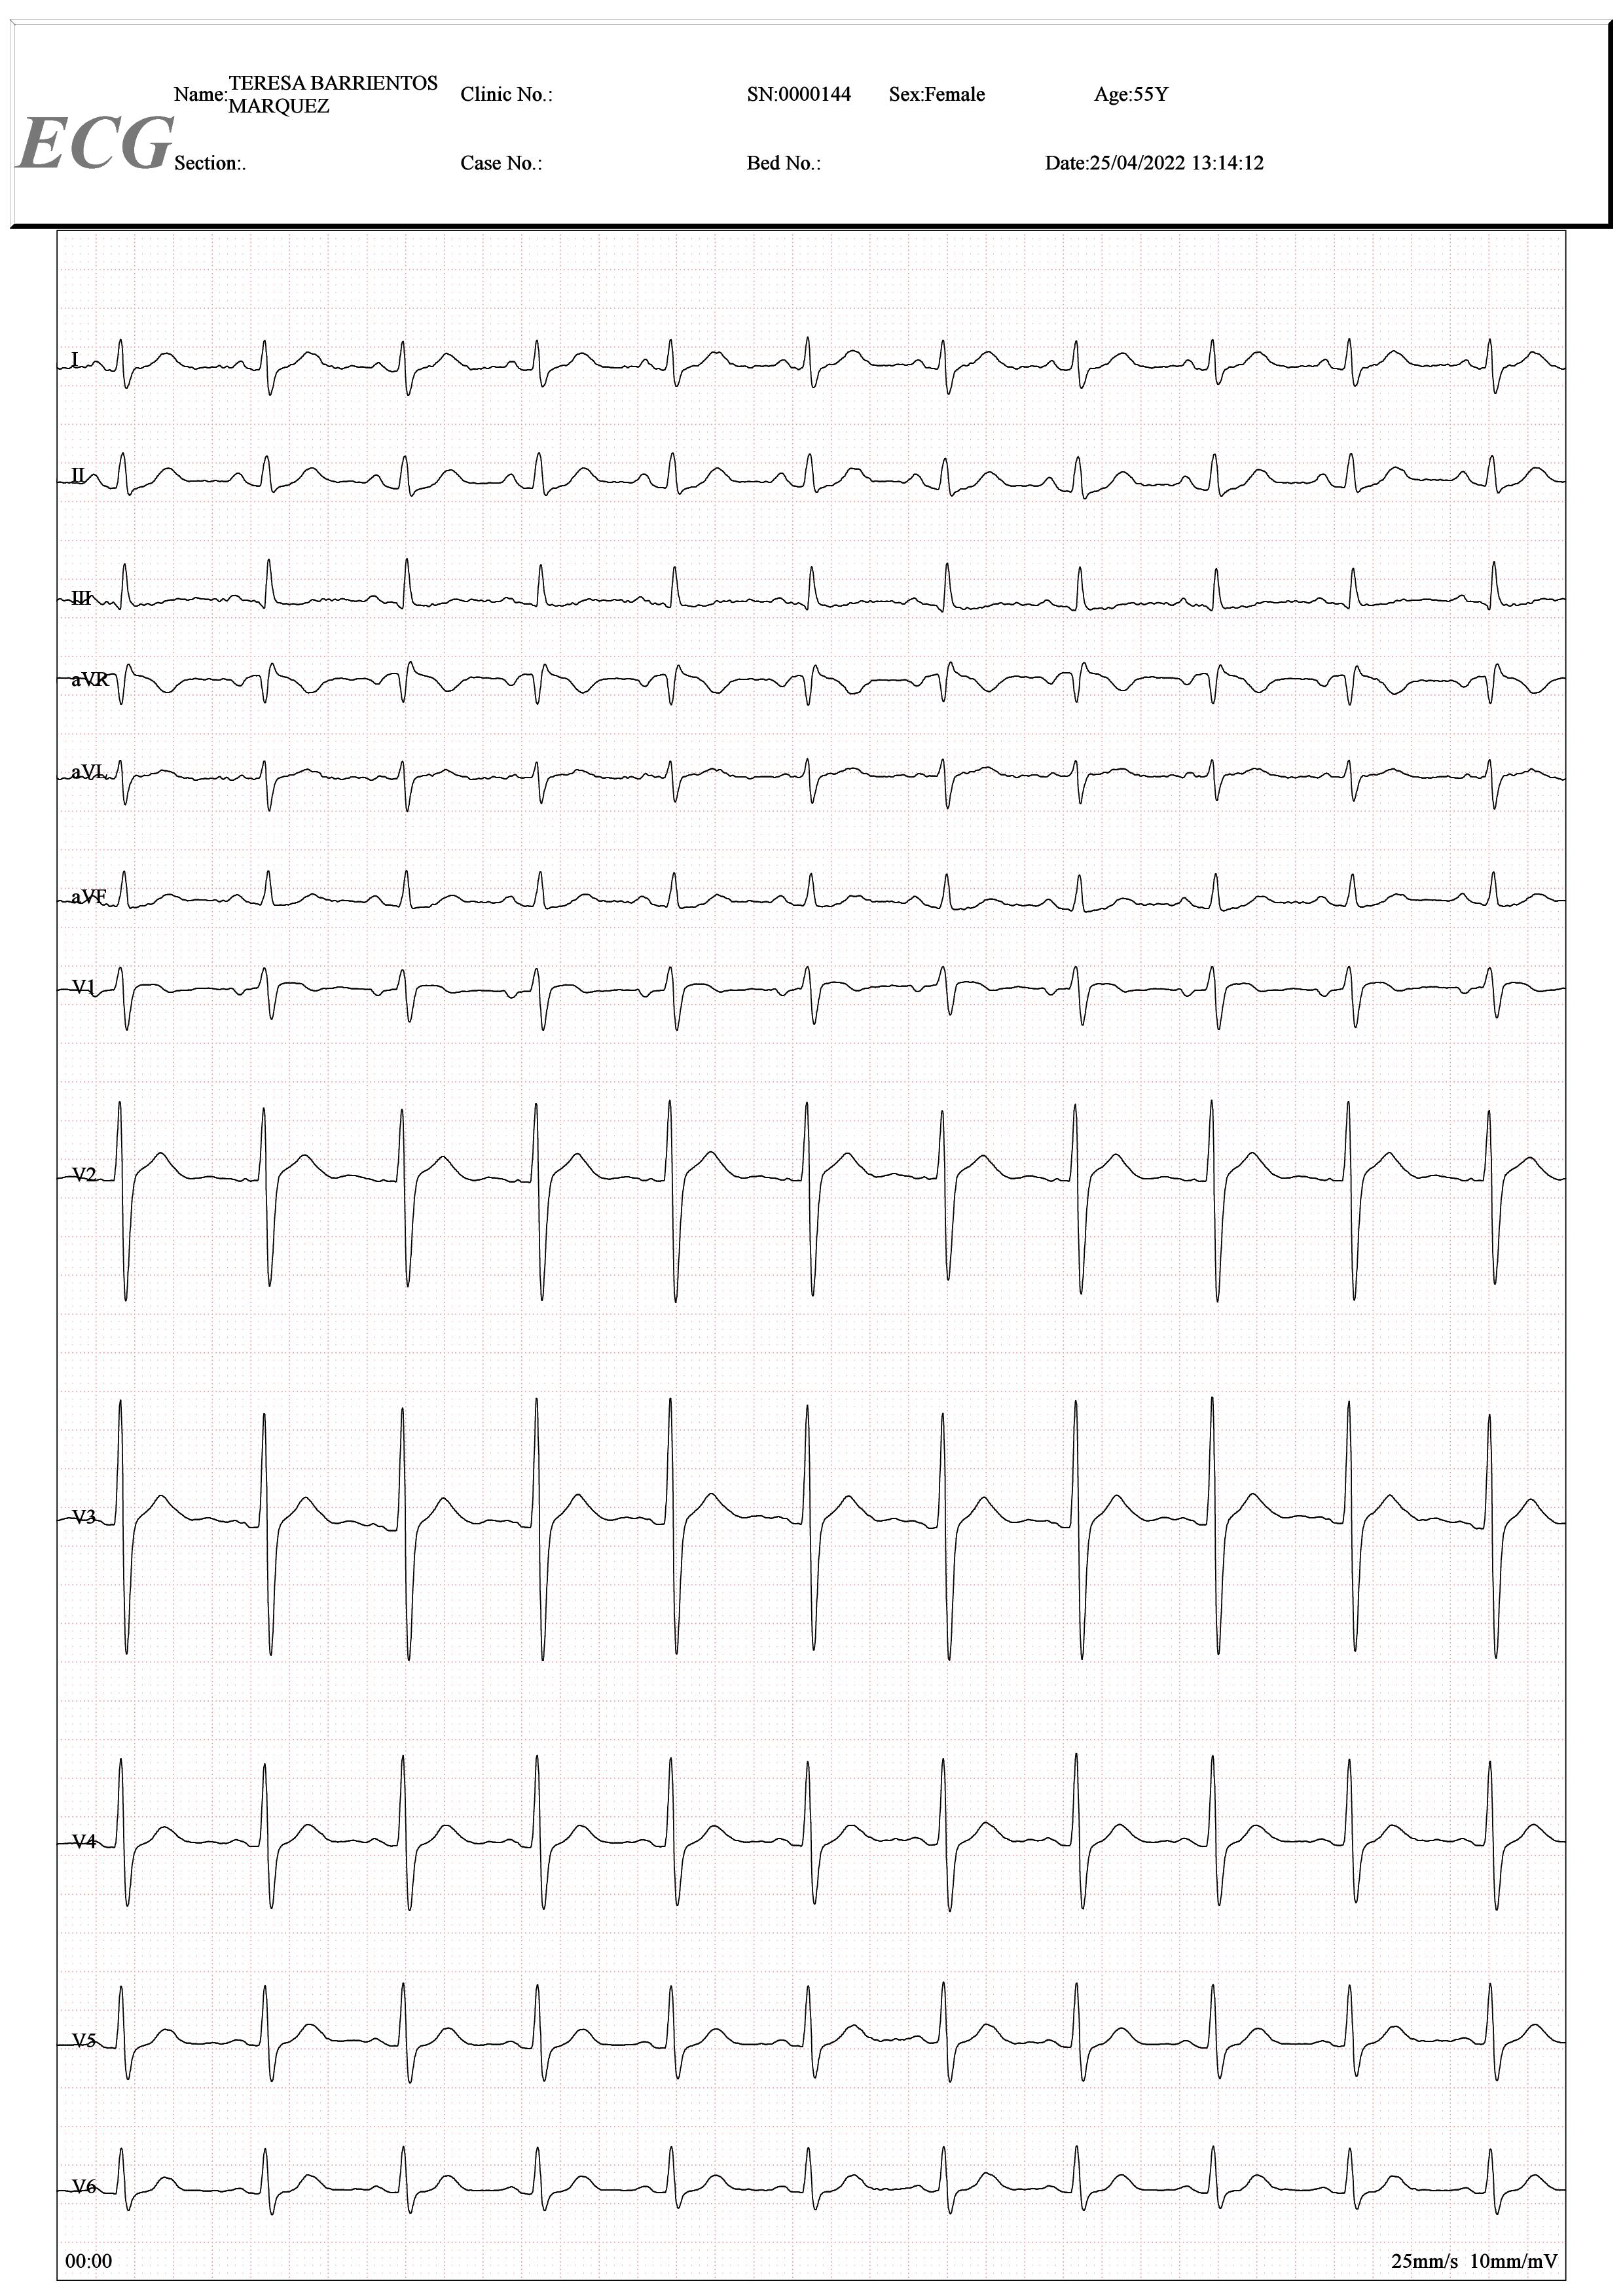 ECG
Name:TERESA BARRIENTOS MARQUEZ Clinic No.: SN:0000144 Sex:Female Age:55Y
Section:. Case No.: Bed No.: Date:25/04/2022 13:14:12
I
II
III
aVR
aVL
aVF
V1
V2
V3
V4
V5
V6
00:00 25mm/s 10mm/mV